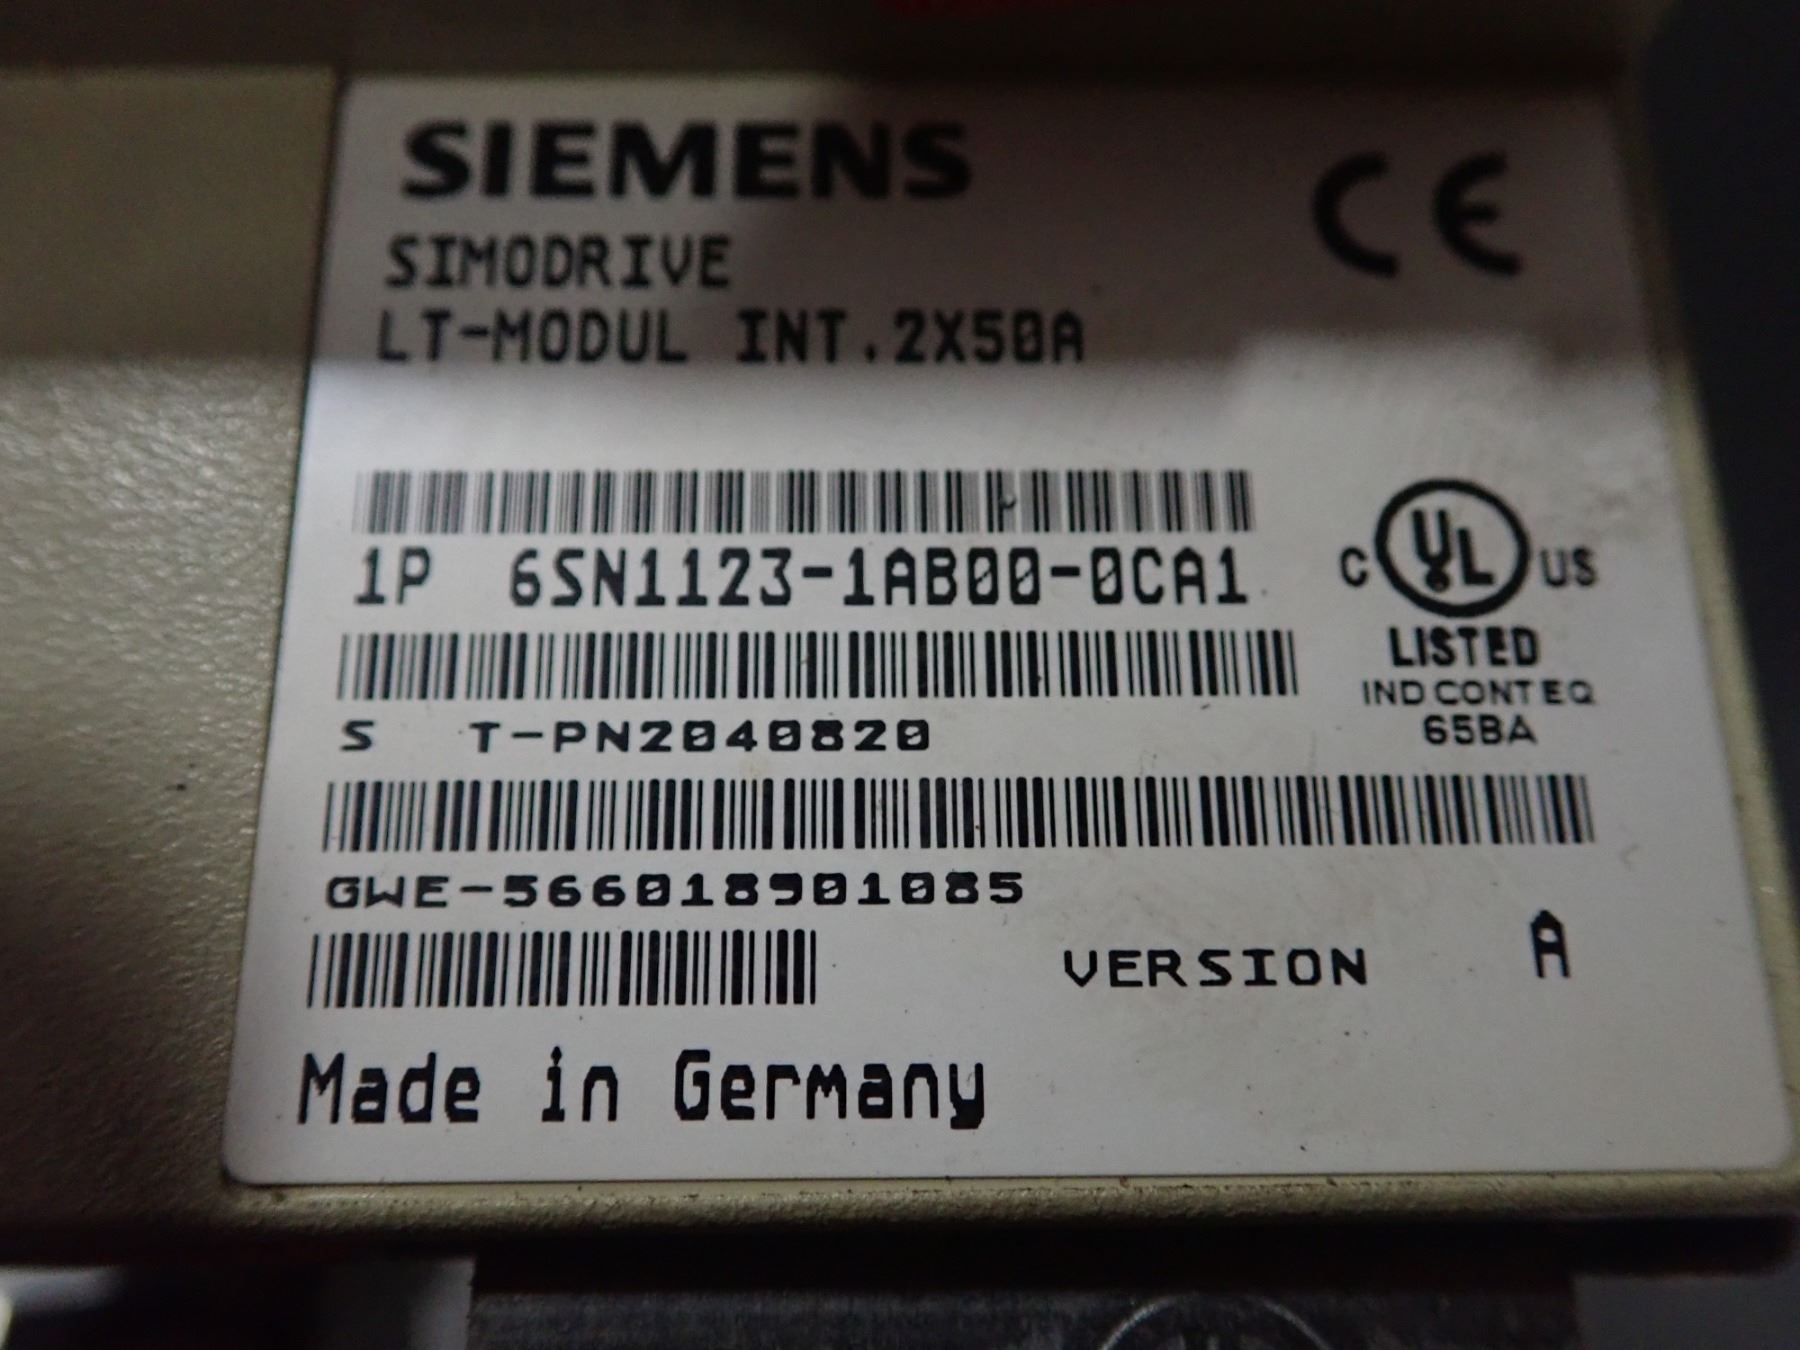 SIEMENS
CE
SIMODRIVE
LT-MODUL INT.2X50A
1P 6SN1123-1AB00-0CA1
C UL US
LISTED
IND CONT EQ
65BA
S T-PN2040820
GWE-566018901085
VERSION A
Made in Germany